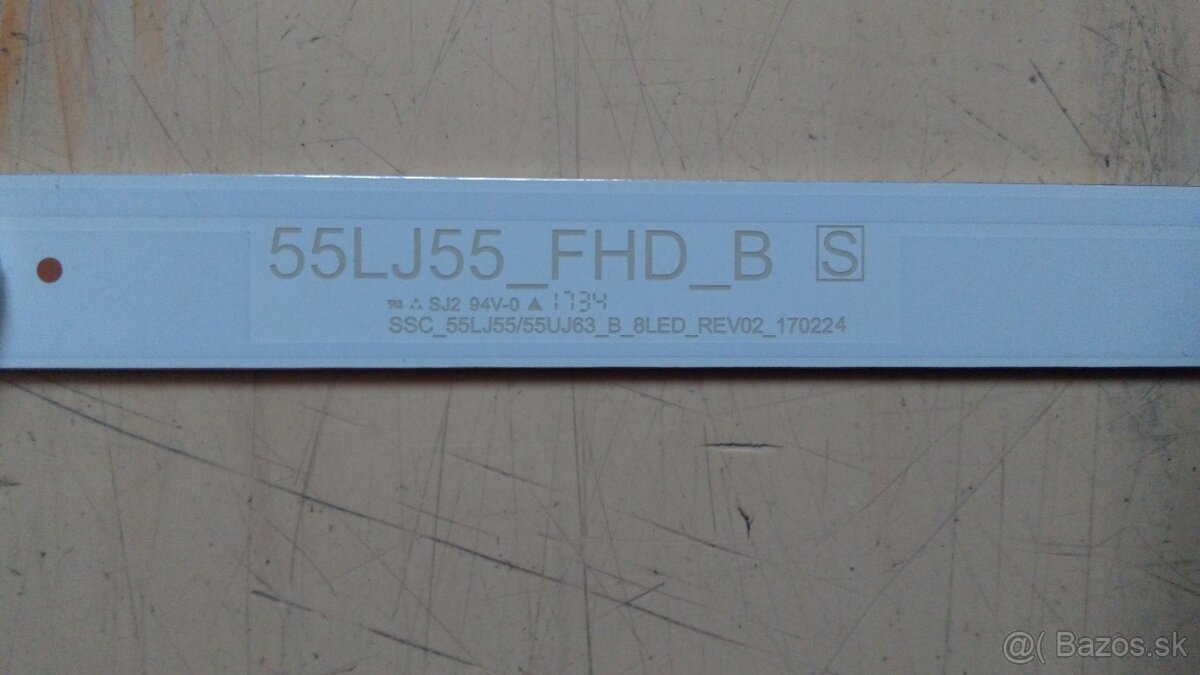 55LJ55_FHD_B S
SJ2 94V-0 1734
SSC_55LJ55/55UJ63_B_8LED_REV02_170224
@( Bazos.sk